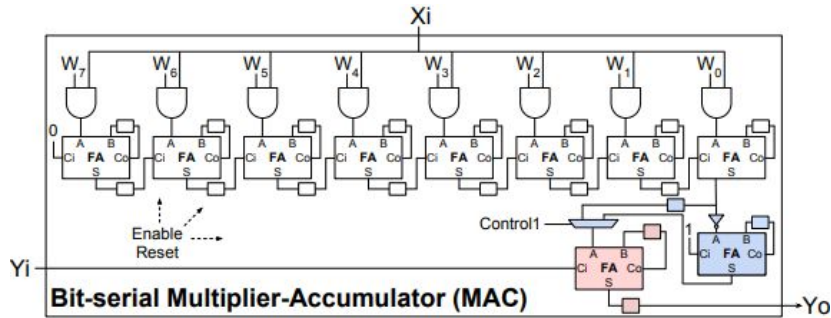 Xi
W7 W6 W5 W4 W3 W2 W1 W0
0
A B A B A B A B A B A B A B A B
Ci FA Co Ci FA Co Ci FA Co Ci FA Co Ci FA Co Ci FA Co Ci FA Co Ci FA Co
S S S S S S S S
Control1
1
A B
Ci FA Co
S
Enable
Reset
A B
Yi
Ci FA Co
S
Bit-serial Multiplier-Accumulator (MAC)
Yo